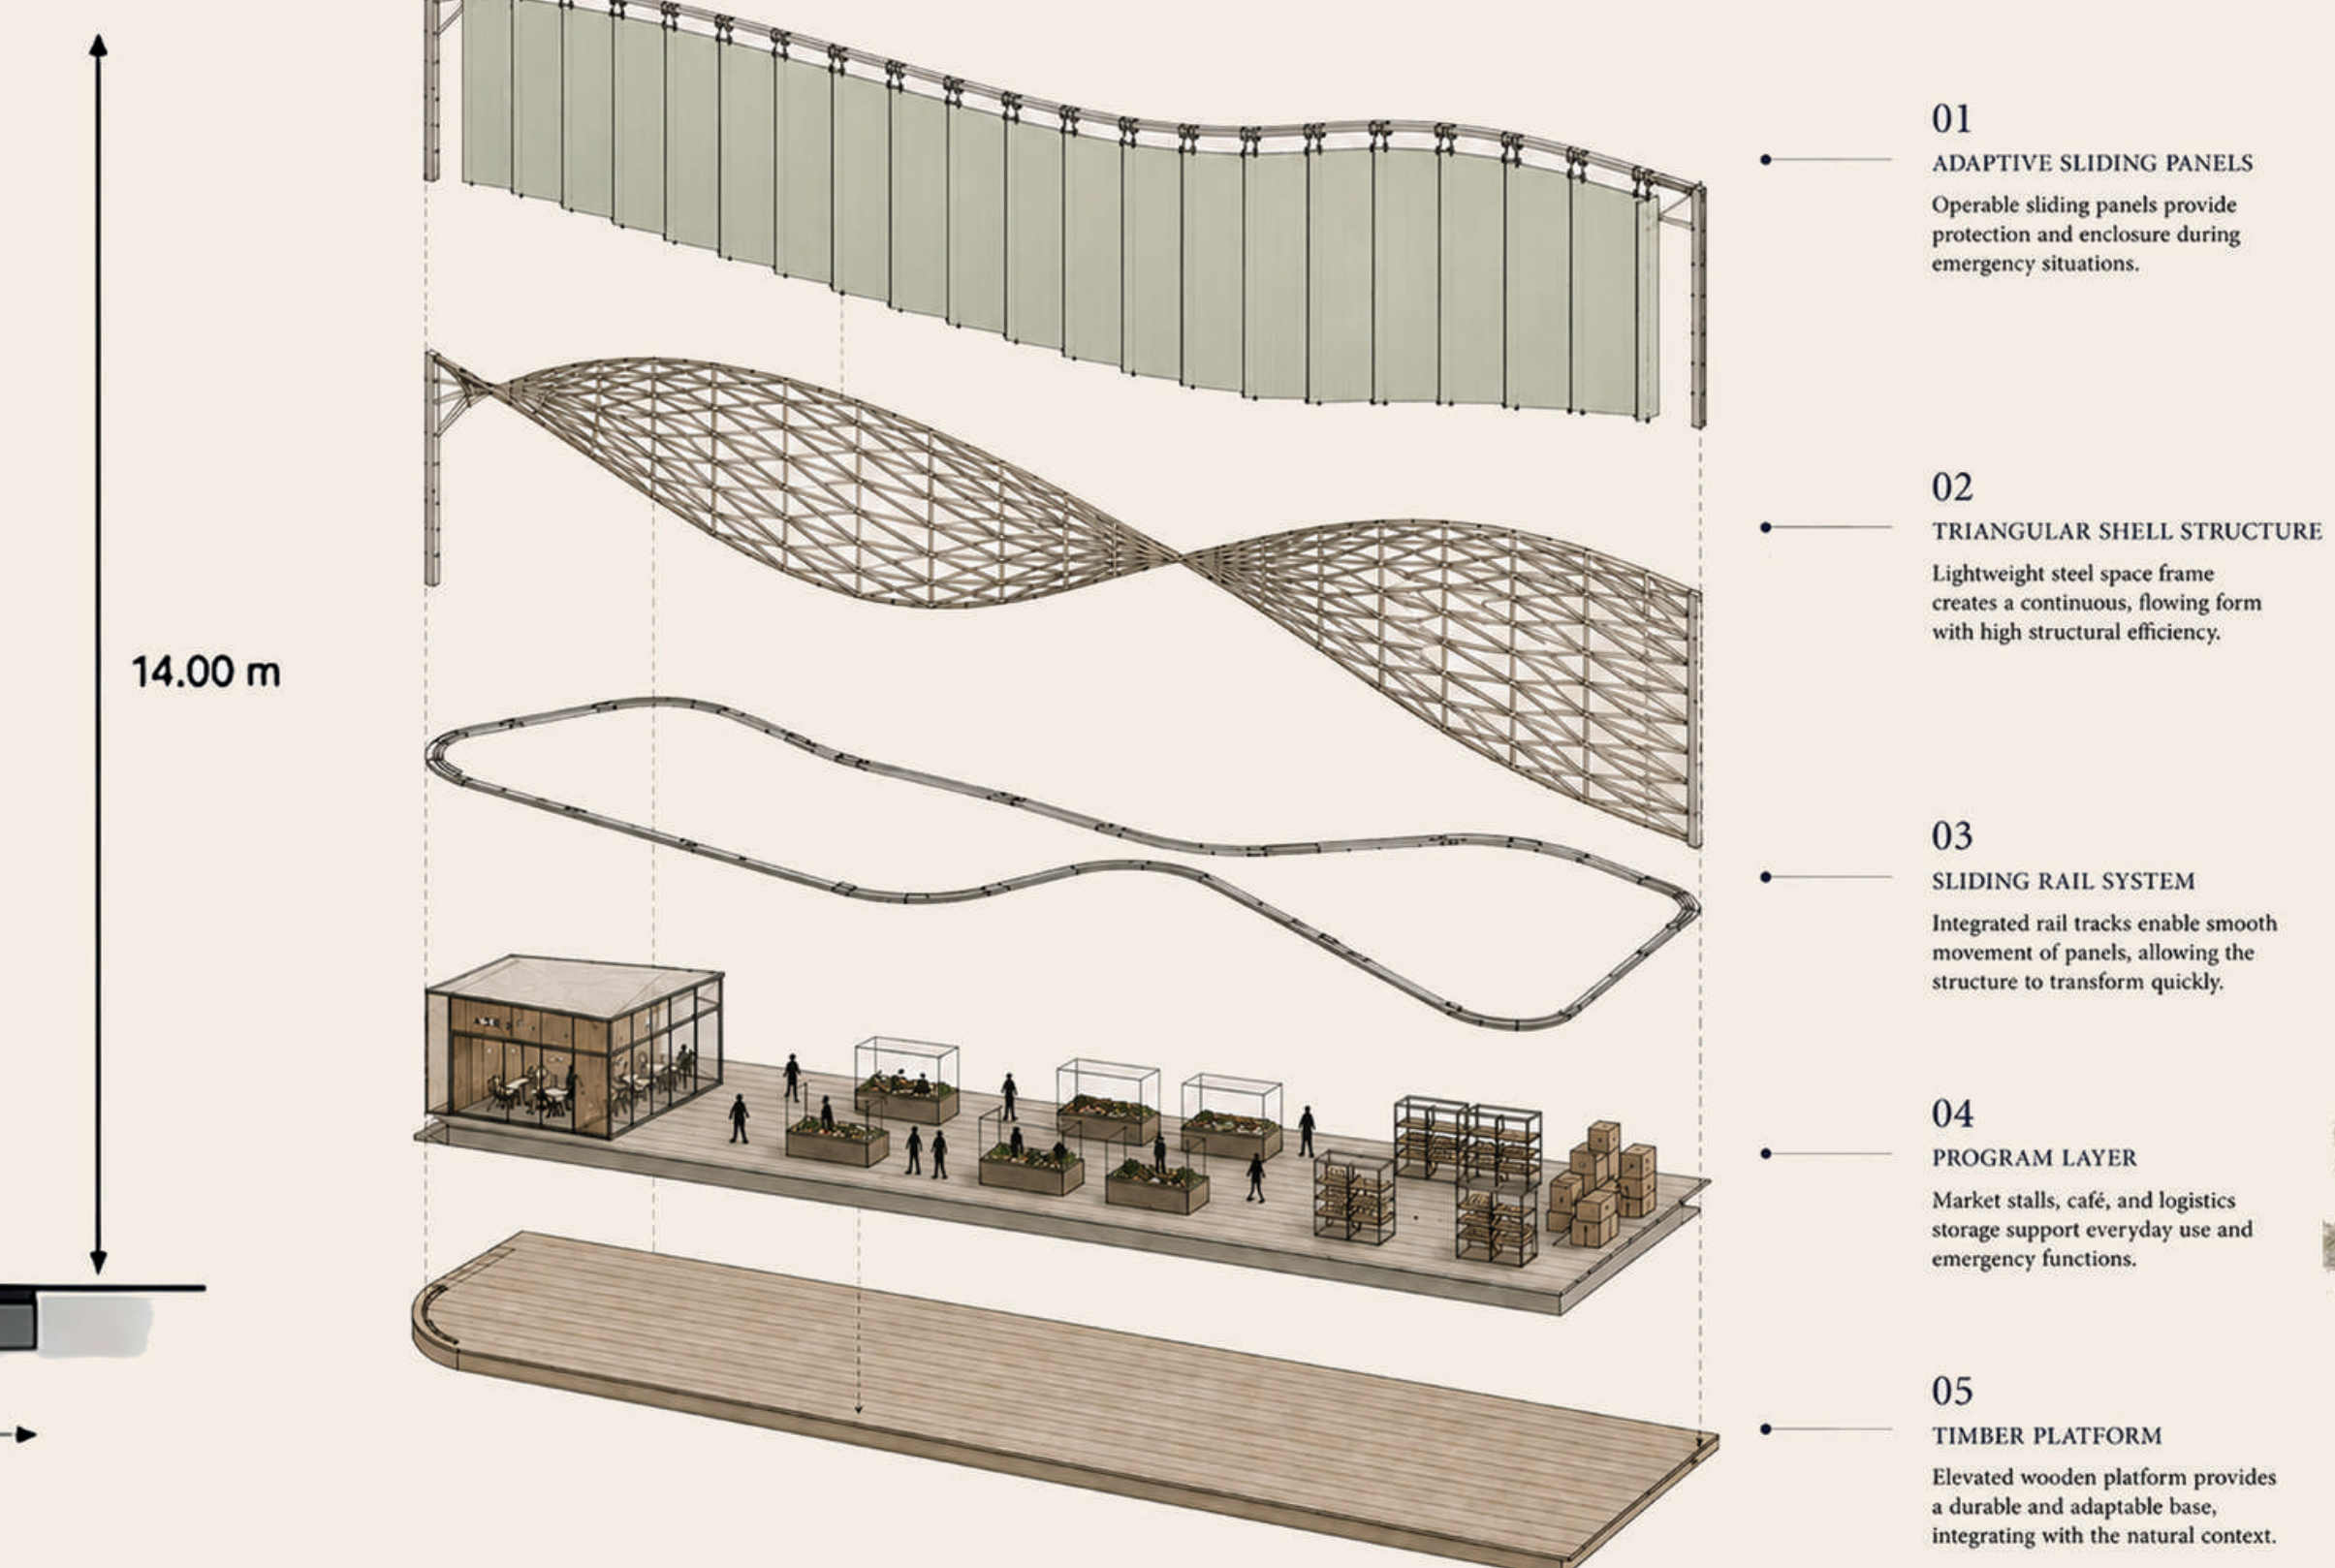 14.00 m
01
ADAPTIVE SLIDING PANELS
Operable sliding panels provide
protection and enclosure during
emergency situations.
02
TRIANGULAR SHELL STRUCTURE
Lightweight steel space frame
creates a continuous, flowing form
with high structural efficiency.
03
SLIDING RAIL SYSTEM
Integrated rail tracks enable smooth
movement of panels, allowing the
structure to transform quickly.
04
PROGRAM LAYER
Market stalls, café, and logistics
storage support everyday use and
emergency functions.
05
TIMBER PLATFORM
Elevated wooden platform provides
a durable and adaptable base,
integrating with the natural context.